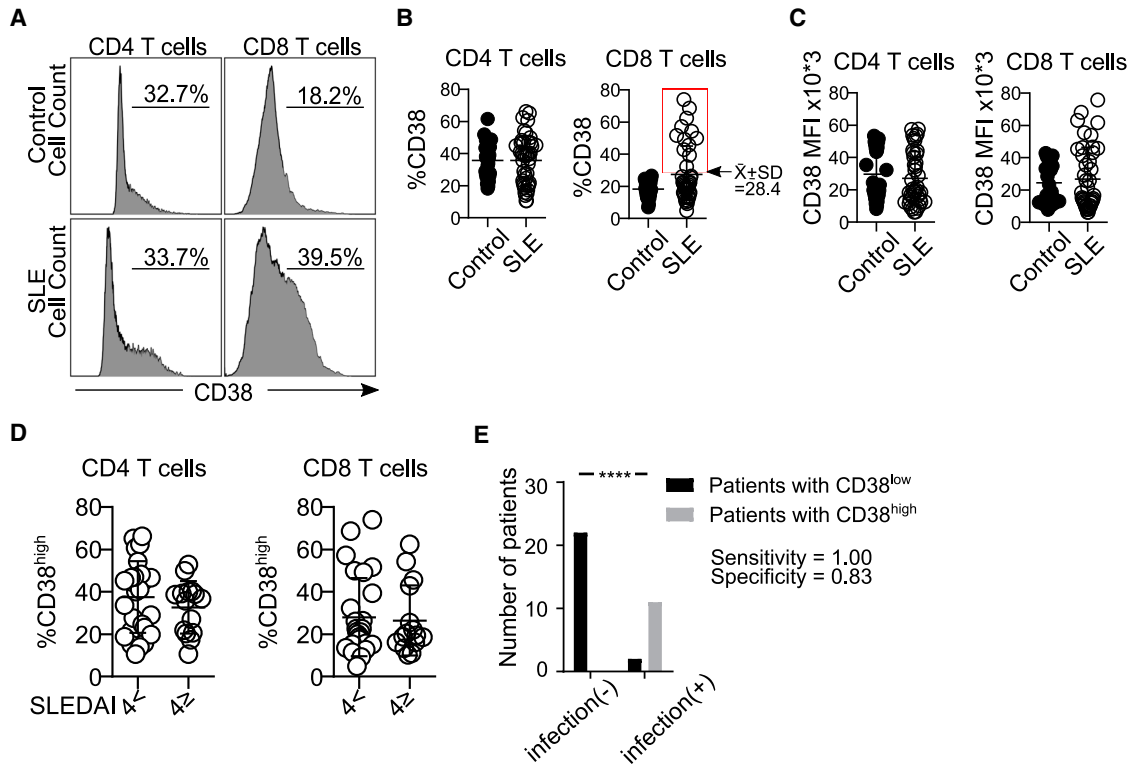 A
CD4 T cells
CD8 T cells
Control
Cell Count
32.7%
18.2%
SLE
Cell Count
33.7%
39.5%
CD38
B
CD4 T cells
CD8 T cells
%CD38
80
60
40
20
0
Control
SLE
%CD38
80
60
40
20
0
Control
SLE
X̄±SD
=28.4
C
CD4 T cells
CD8 T cells
CD38 MFI x10*3
80
60
40
20
0
Control
SLE
CD38 MFI x10*3
80
60
40
20
0
Control
SLE
D
CD4 T cells
CD8 T cells
%CD38high
80
60
40
20
0
SLEDAI
4<
4≥
%CD38high
80
60
40
20
0
4<
4≥
E
Number of patients
30
20
10
0
****
infection(-)
infection(+)
Patients with CD38low
Patients with CD38high
Sensitivity = 1.00
Specificity = 0.83